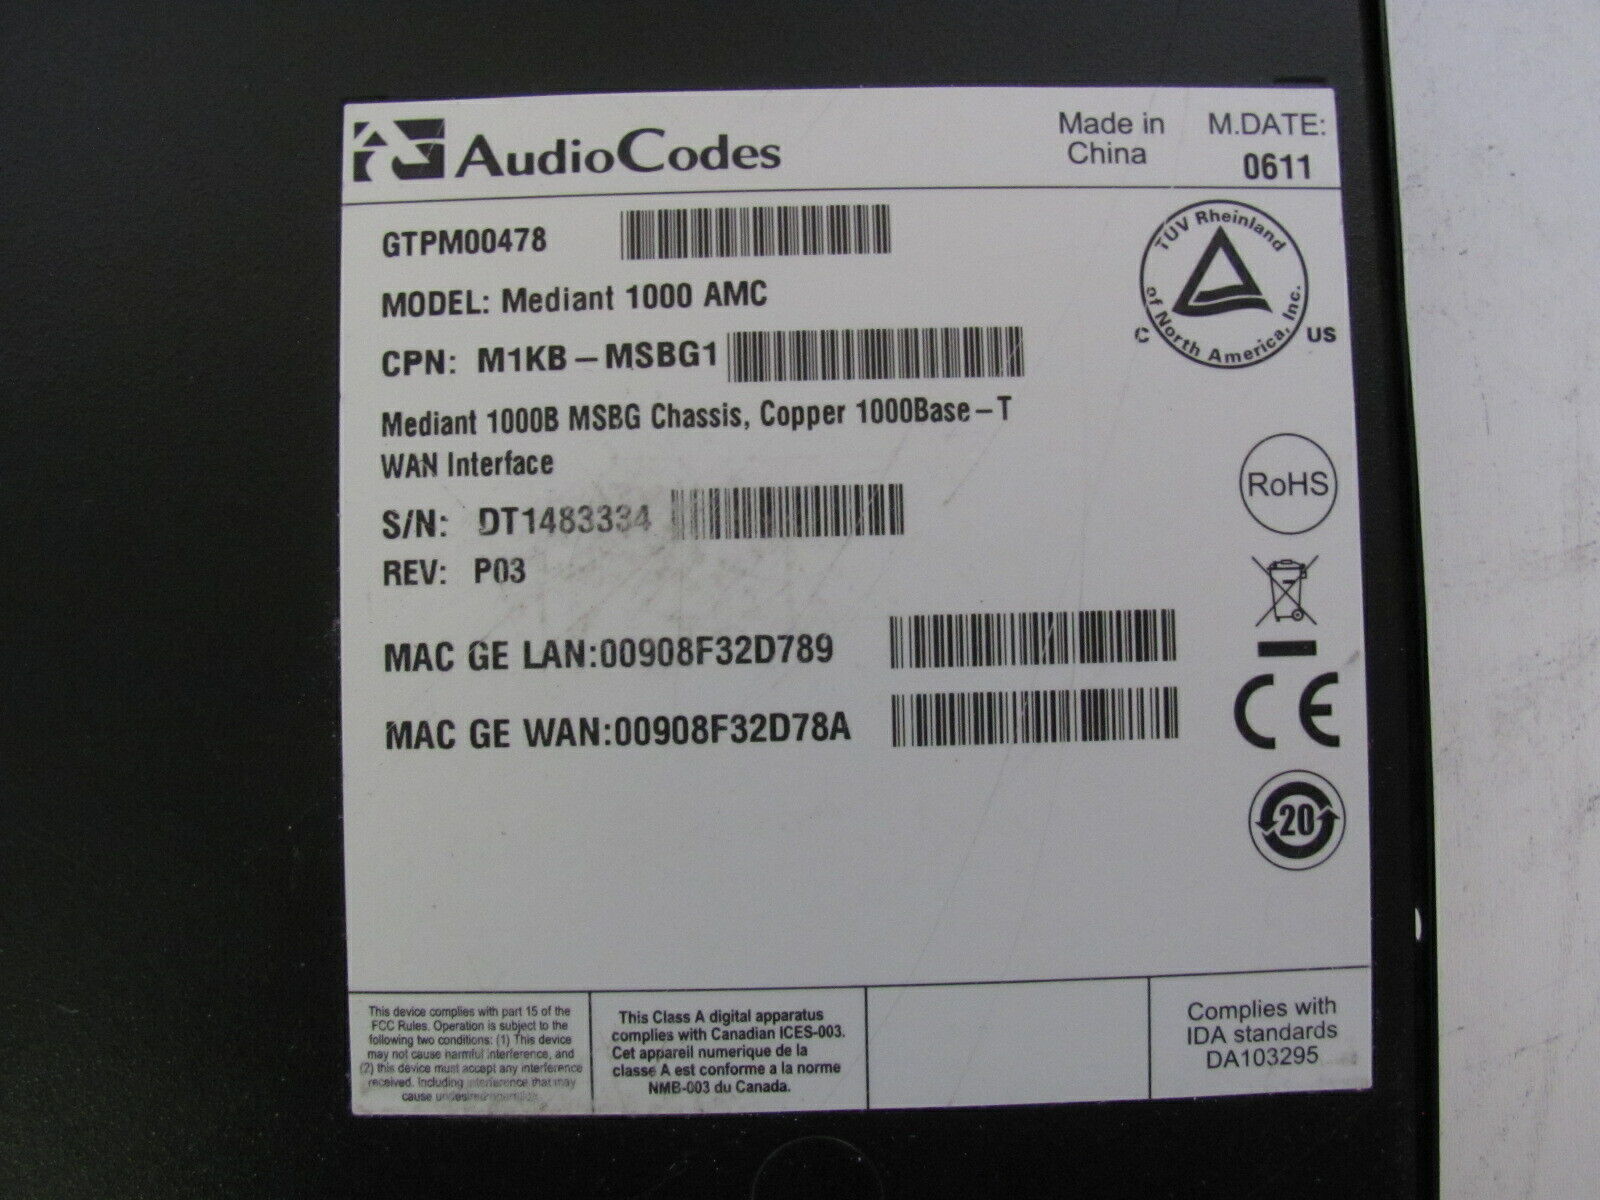 AudioCodes
Made in
China
M.DATE:
0611
GTPM00478
MODEL: Mediant 1000 AMC
CPN: M1KB-MSBG1
Mediant 1000B MSBG Chassis, Copper 1000Base-T
WAN Interface
S/N: DT1483334
REV: P03
MAC GE LAN:00908F32D789
MAC GE WAN:00908F32D78A
TÜV Rheinland
of North America, Inc.
C US
RoHS
CE
20
This device complies with part 15 of the
FCC Rules. Operation is subject to the
following two conditions: (1) This device
may not cause harmful interference, and
(2) this device must accept any interference
received, including interference that may
cause undesired operation.
This Class A digital apparatus
complies with Canadian ICES-003.
Cet appareil numerique de la
classe A est conforme a la norme
NMB-003 du Canada.
Complies with
IDA standards
DA103295